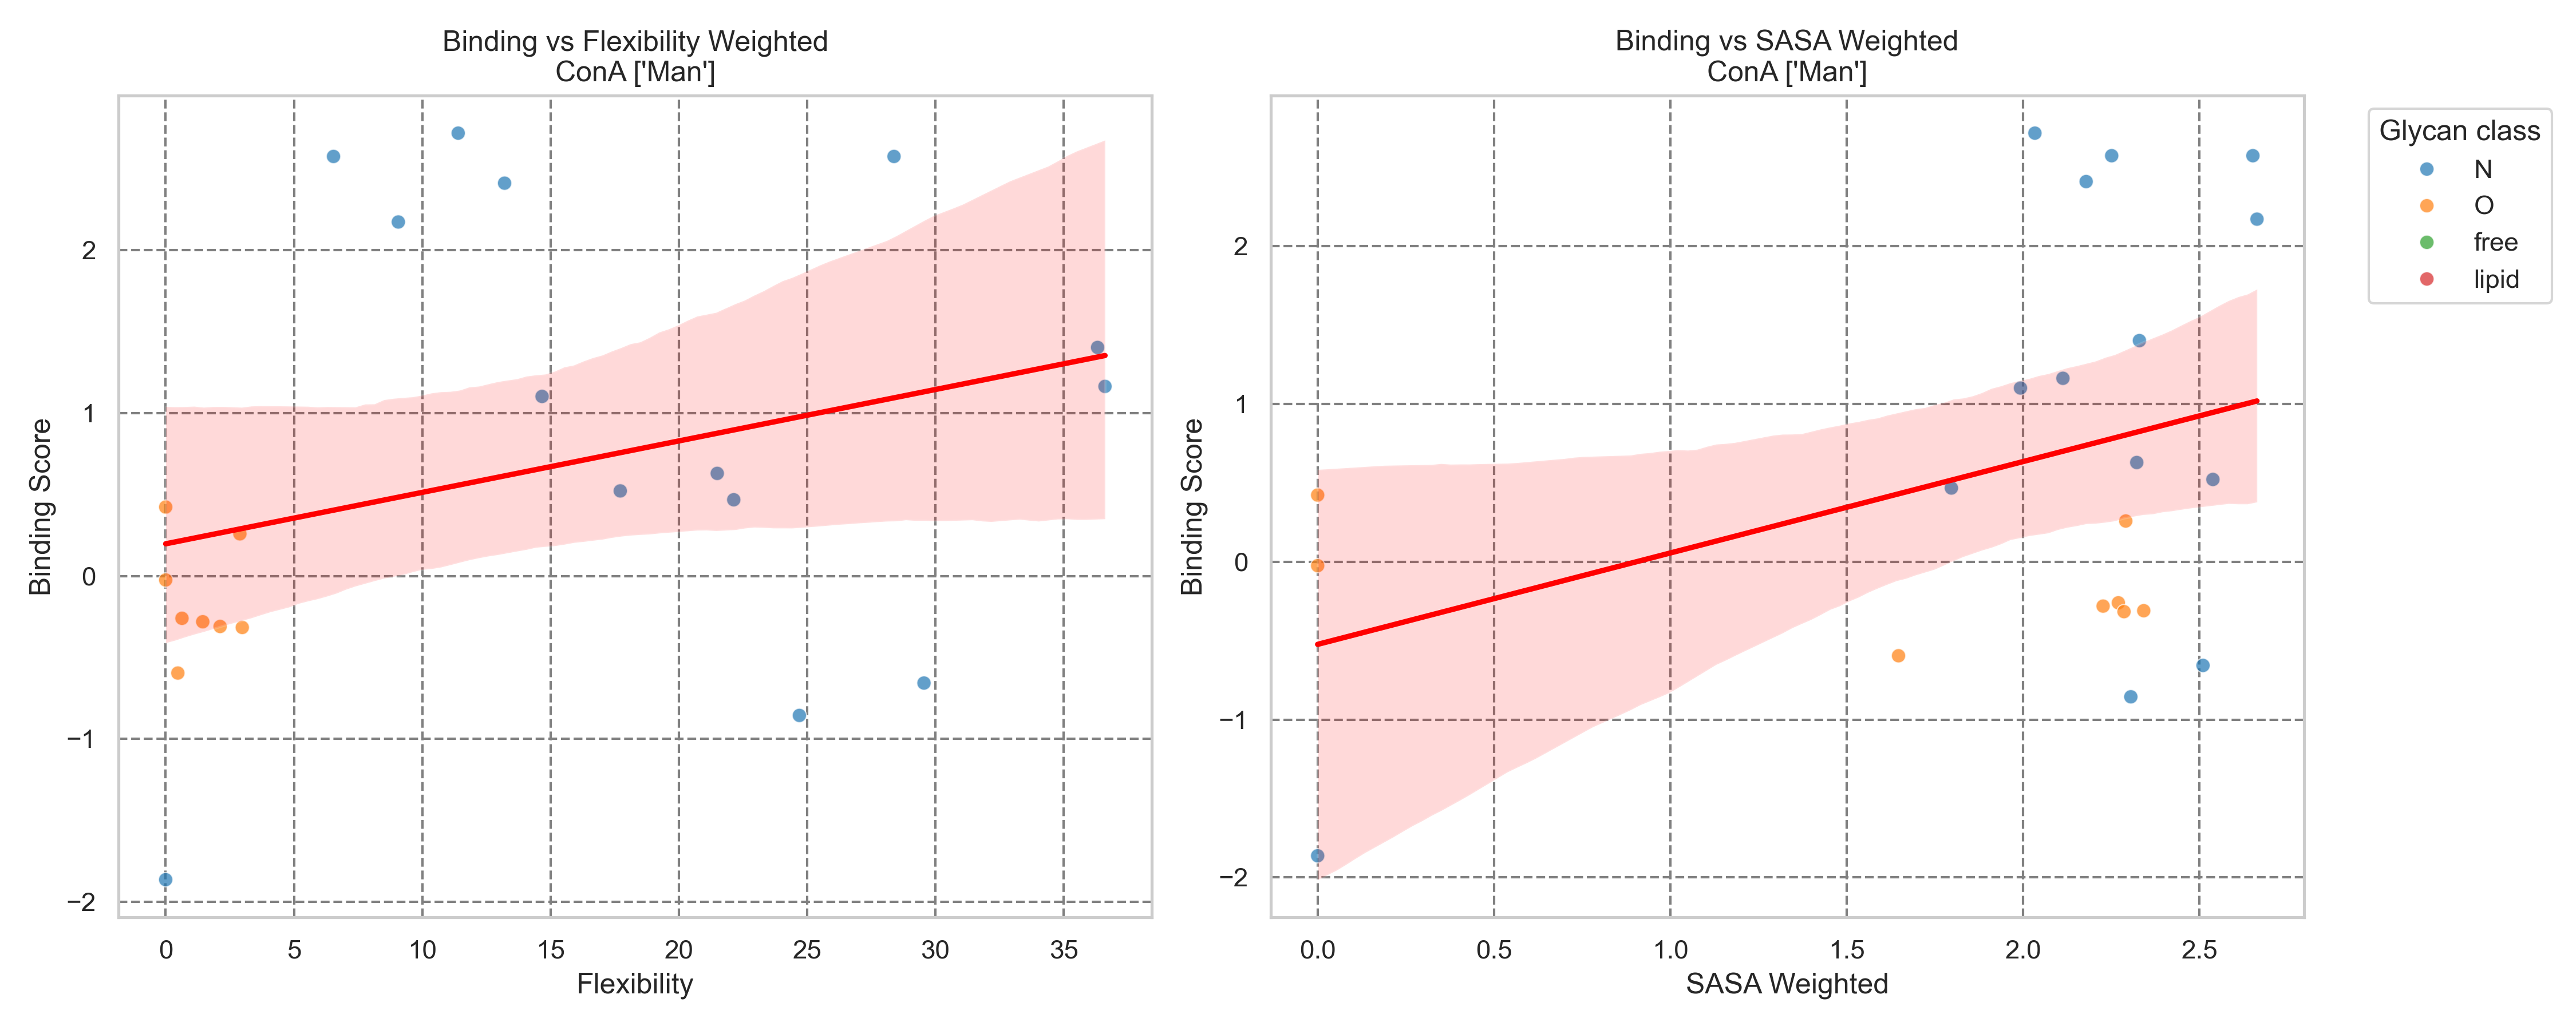 Binding vs Flexibility Weighted
ConA ['Man']
Binding Score
2
1
0
−1
−2
0 5 10 15 20 25 30 35
Flexibility
Binding vs SASA Weighted
ConA ['Man']
Binding Score
2
1
0
−1
−2
0.0 0.5 1.0 1.5 2.0 2.5
SASA Weighted
Glycan class
N
O
free
lipid